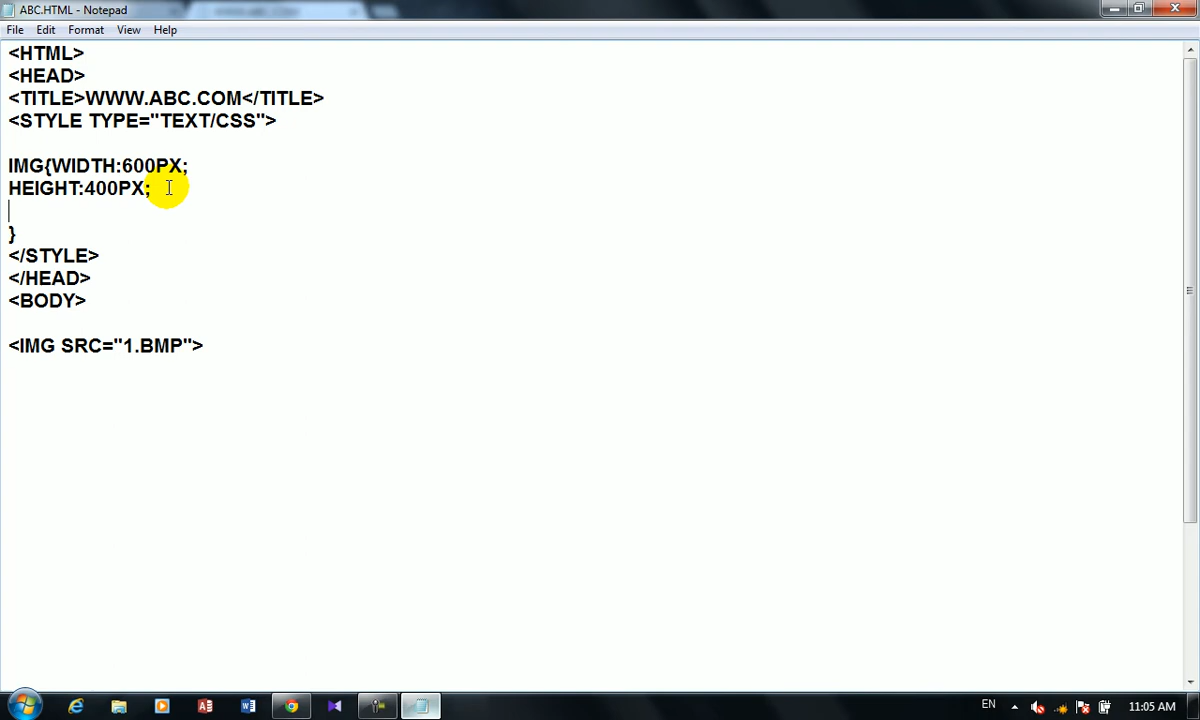 ABC.HTML - Notepad
File Edit Format View Help
<HTML>
<HEAD>
<TITLE>WWW.ABC.COM</TITLE>
<STYLE TYPE="TEXT/CSS">
IMG{WIDTH:600PX;
HEIGHT:400PX;
}
</STYLE>
</HEAD>
<BODY>
<IMG SRC="1.BMP">
EN 11:05 AM